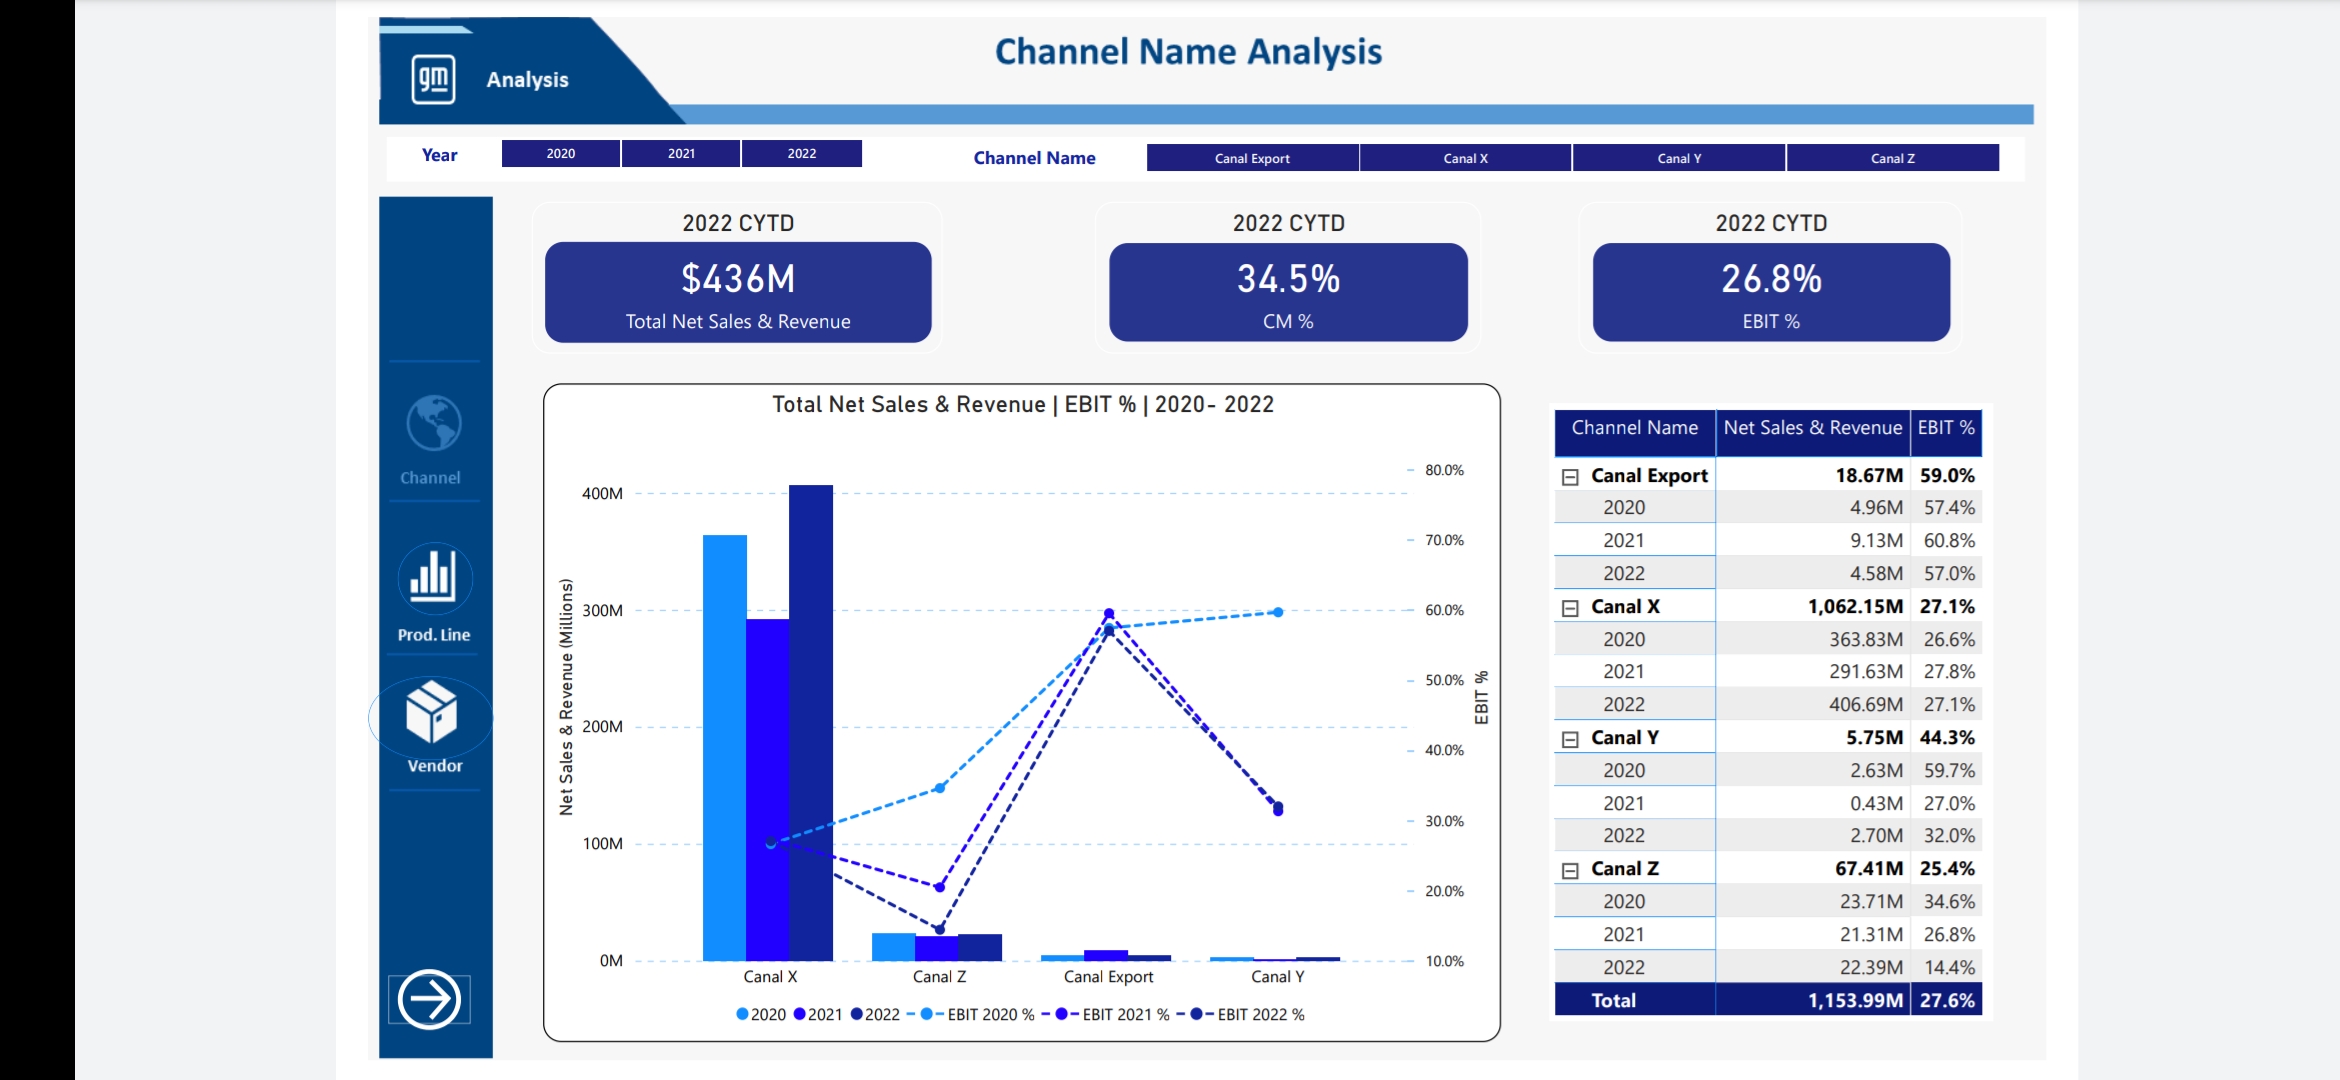 Channel Name Analysis
gm
Analysis
Year
2020
2021
2022
Channel Name
Canal Export
Canal X
Canal Y
Canal Z
2022 CYTD
$436M
Total Net Sales & Revenue
2022 CYTD
34.5%
CM %
2022 CYTD
26.8%
EBIT %
Channel
Prod. Line
Vendor
Total Net Sales & Revenue | EBIT % | 2020- 2022
Net Sales & Revenue (Millions)
400M
300M
200M
100M
0M
80.0%
70.0%
60.0%
50.0%
40.0%
30.0%
20.0%
10.0%
EBIT %
Canal X
Canal Z
Canal Export
Canal Y
2020 2021 2022 EBIT 2020 % EBIT 2021 % EBIT 2022 %
Channel Name Net Sales & Revenue EBIT %
Canal Export 18.67M 59.0%
2020 4.96M 57.4%
2021 9.13M 60.8%
2022 4.58M 57.0%
Canal X 1,062.15M 27.1%
2020 363.83M 26.6%
2021 291.63M 27.8%
2022 406.69M 27.1%
Canal Y 5.75M 44.3%
2020 2.63M 59.7%
2021 0.43M 27.0%
2022 2.70M 32.0%
Canal Z 67.41M 25.4%
2020 23.71M 34.6%
2021 21.31M 26.8%
2022 22.39M 14.4%
Total 1,153.99M 27.6%